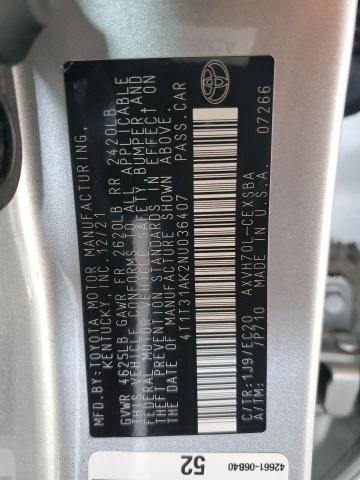 MFD.BY:TOYOTA MOTOR MANUFACTURING,
KENTUCKY, INC. 12/21
GVWR 4625LB GAWR FR 2620LB RR 2420LB
THIS VEHICLE CONFORMS TO ALL APPLICABLE
FEDERAL MOTOR VEHICLE SAFETY, BUMPER AND
THEFT PREVENTION STANDARDS IN EFFECT ON
THE DATE OF MANUFACTURE SHOWN ABOVE.
4T1T31AK2NU036407 PASS.CAR
C/TR:1J9/EC20 AXVH70L-CEXSBA
A/TM: -/P710 MADE IN U.S.A. 07266
52 42661-06B40